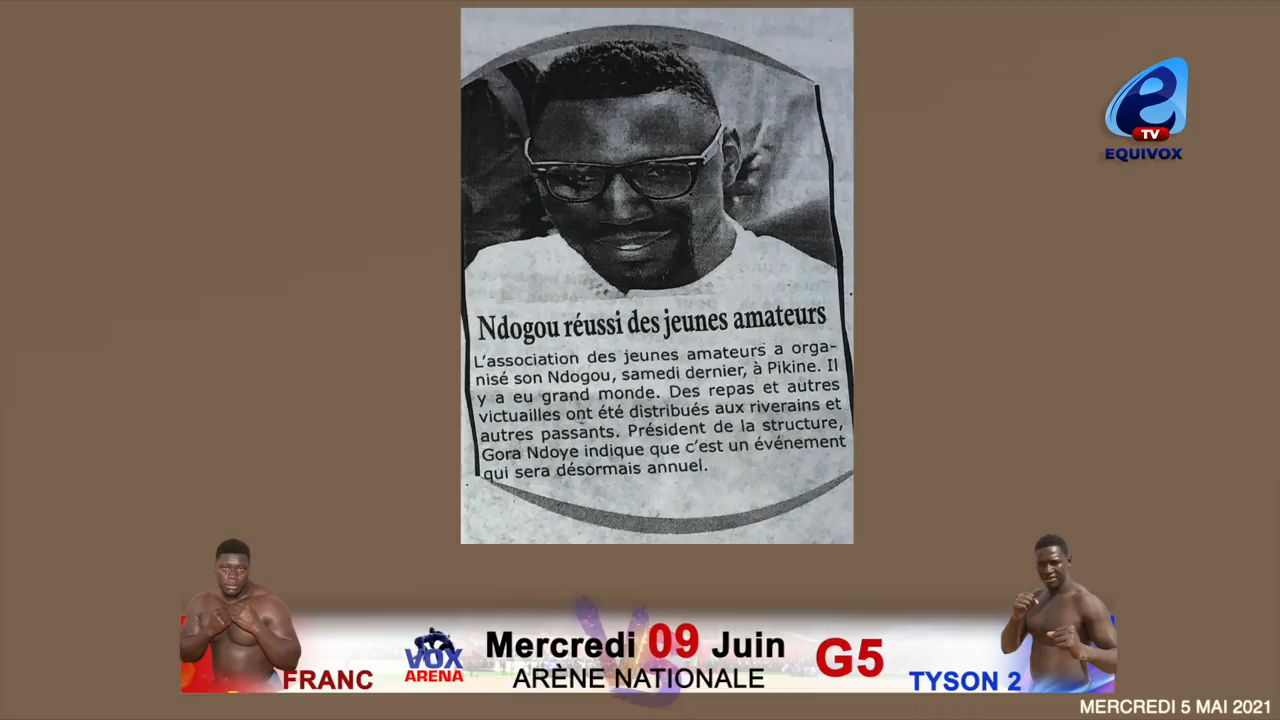 e
TV
EQUIVOX
Ndogou réussi des jeunes amateurs
L'association des jeunes amateurs a orga-
nisé son Ndogou, samedi dernier, à Pikine. Il
y a eu grand monde. Des repas et autres
victuailles ont été distribués aux riverains et
autres passants. Président de la structure,
Gora Ndoye indique que c'est un événement
qui sera désormais annuel.
FRANC
VOX
ARENA
Mercredi 09 Juin
ARÈNE NATIONALE
G5
TYSON 2
MERCREDI 5 MAI 2021